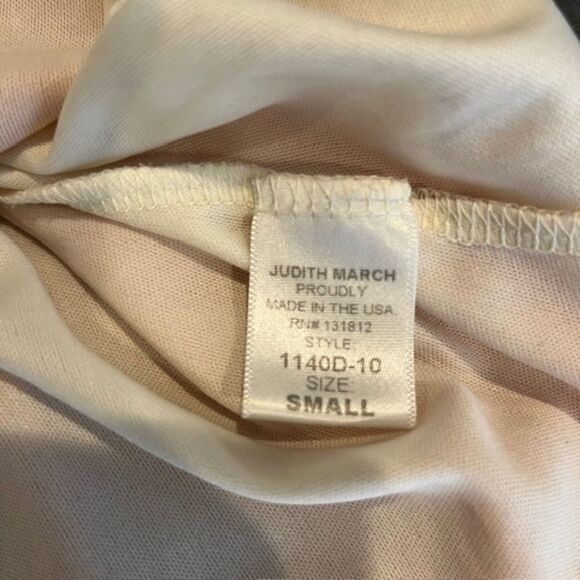 JUDITH MARCH
PROUDLY
MADE IN THE USA.
RN# 131812
STYLE:
1140D-10
SIZE:
SMALL